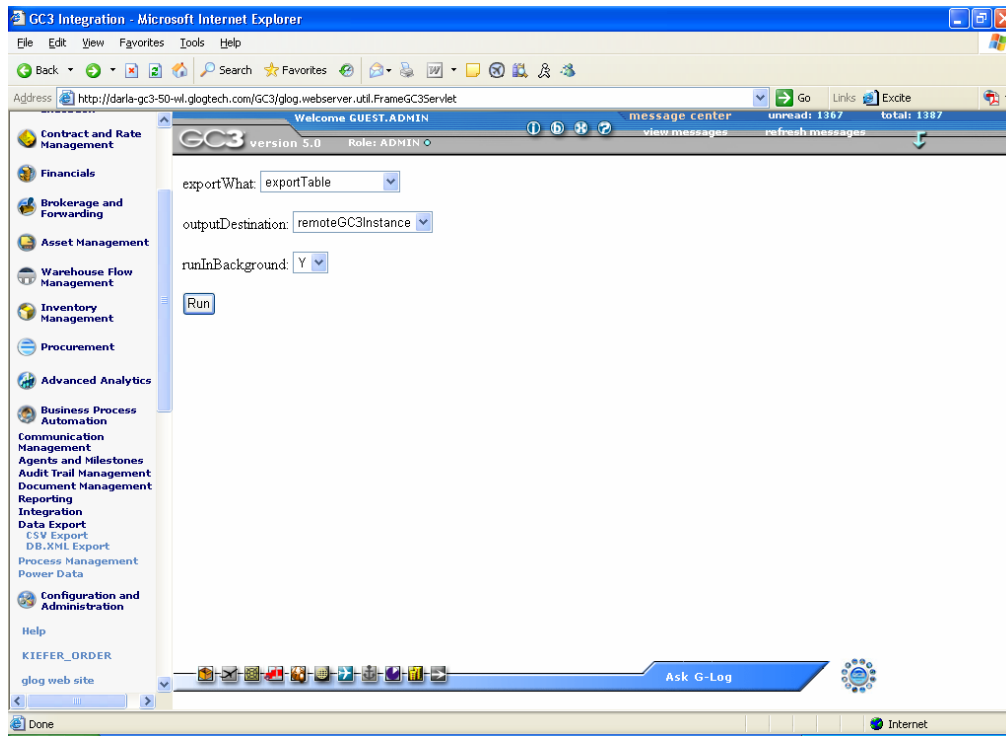 GC3 Integration - Microsoft Internet Explorer
File Edit View Favorites Tools Help
Back Search Favorites
Address http://darla-gc3-50-wl.glogtech.com/GC3/glog.webserver.util.FrameGC3Servlet Go Links Excite
Welcome GUEST.ADMIN message center unread: 1367 total: 1387
GC3 version 5.0 Role: ADMIN view messages refresh messages
Contract and Rate
Management
Financials
Brokerage and
Forwarding
Asset Management
Warehouse Flow
Management
Inventory
Management
Procurement
Advanced Analytics
Business Process
Automation
Communication
Management
Agents and Milestones
Audit Trail Management
Document Management
Reporting
Integration
Data Export
CSV Export
DB.XML Export
Process Management
Power Data
Configuration and
Administration
Help
KIEFER_ORDER
glog web site
exportWhat: exportTable
outputDestination: remoteGC3Instance
runInBackground: Y
Run
Ask G-Log
Done Internet